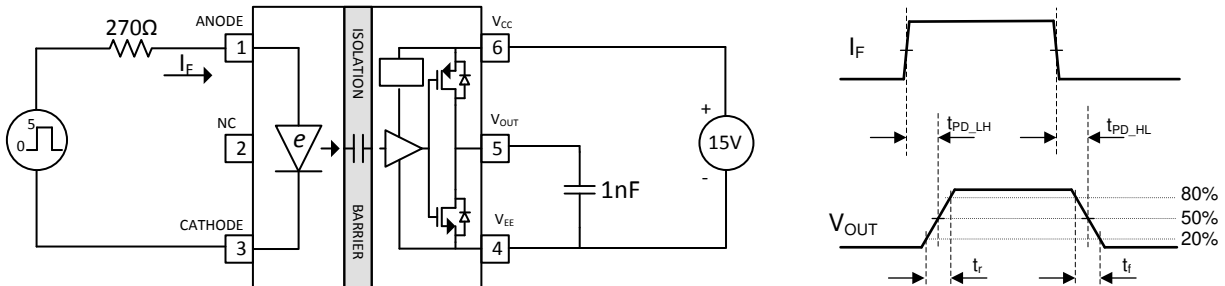 270Ω
I_F
5
0
ANODE
1
NC
2
CATHODE
3
e
ISOLATION
BARRIER
V_CC
6
V_OUT
5
V_EE
4
1nF
+
15V
-
I_F
t_PD_LH
t_PD_HL
V_OUT
80%
50%
20%
t_r
t_f